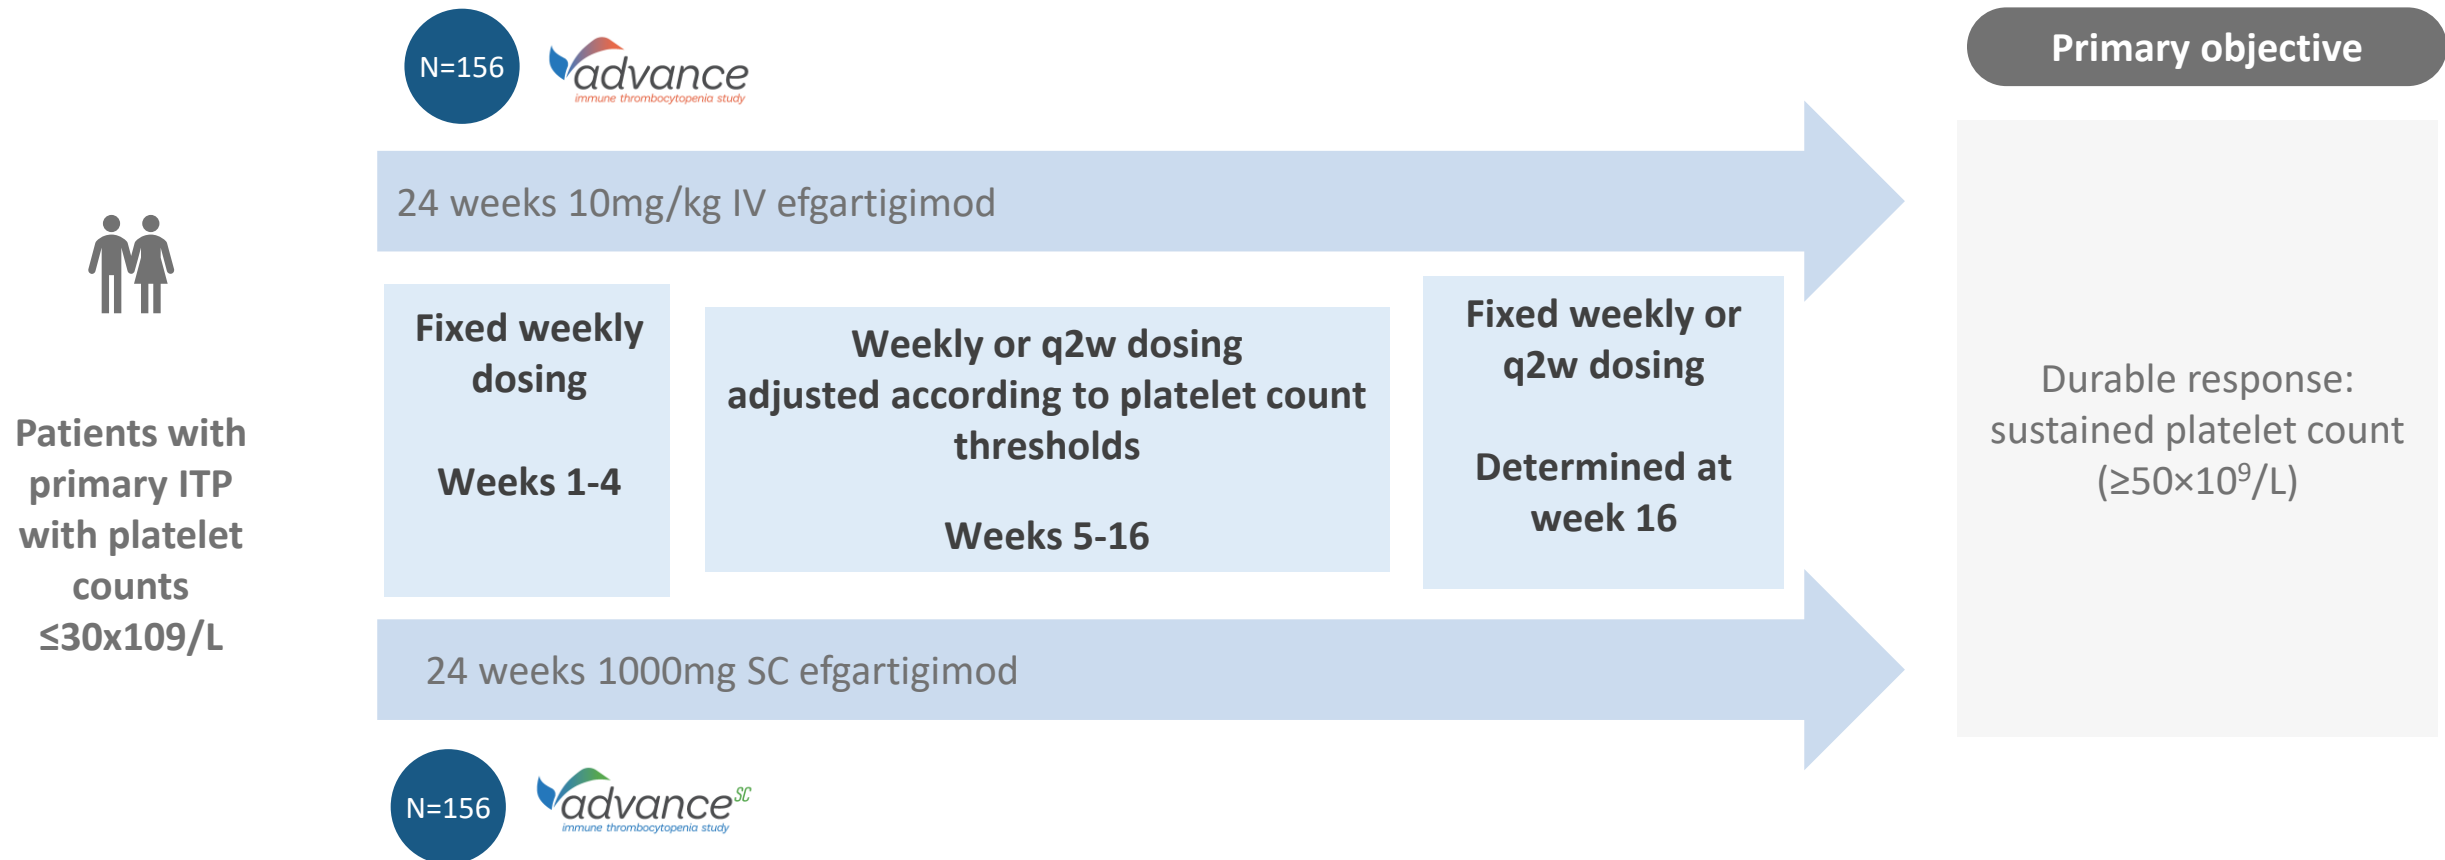 N=156
advance
immune thrombocytopenia study
Primary objective
24 weeks 10mg/kg IV efgartigimod
Patients with
primary ITP
with platelet
counts
≤30x109/L
Fixed weekly
dosing
Weeks 1-4
Weekly or q2w dosing
adjusted according to platelet count
thresholds
Weeks 5-16
Fixed weekly or
q2w dosing
Determined at
week 16
Durable response:
sustained platelet count
(≥50×10⁹/L)
24 weeks 1000mg SC efgartigimod
N=156
advance SC
immune thrombocytopenia study